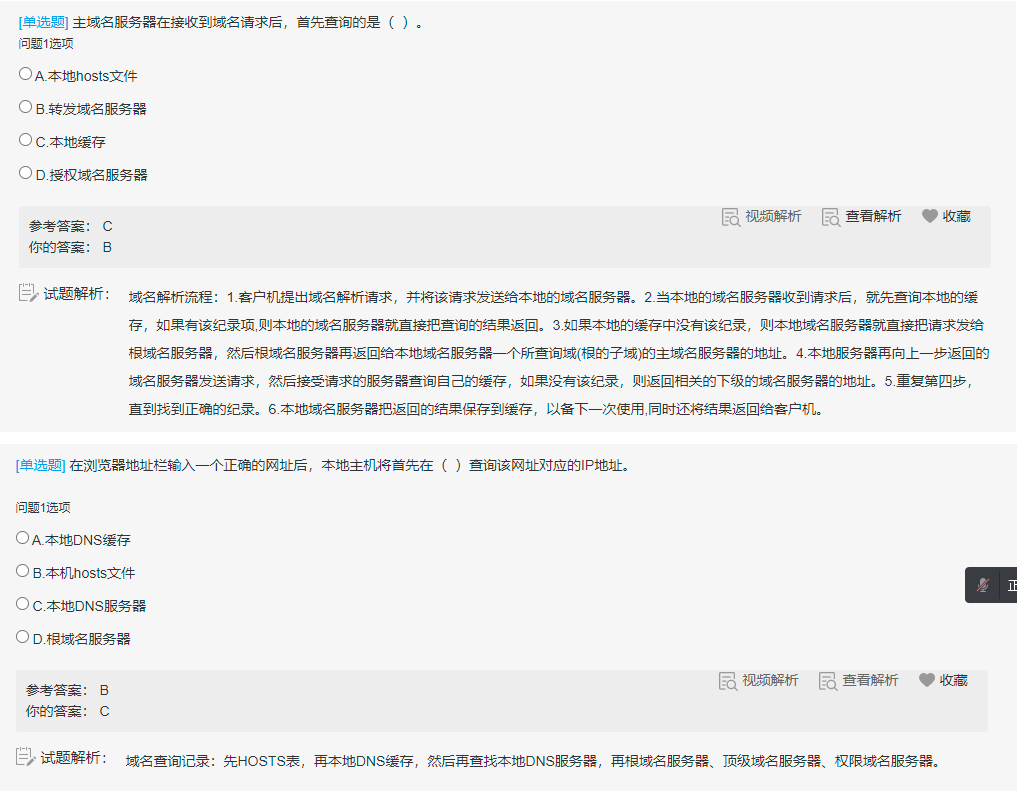 [单选题] 主域名服务器在接收到域名请求后，首先查询的是（ ）。
问题1选项
A.本地hosts文件
B.转发域名服务器
C.本地缓存
D.授权域名服务器
视频解析 查看解析 收藏
参考答案： C
你的答案： B
试题解析： 域名解析流程：1.客户机提出域名解析请求，并将该请求发送给本地的域名服务器。2.当本地的域名服务器收到请求后，就先查询本地的缓
存，如果有该纪录项,则本地的域名服务器就直接把查询的结果返回。3.如果本地的缓存中没有该纪录，则本地域名服务器就直接把请求发给
根域名服务器，然后根域名服务器再返回给本地域名服务器一个所查询域(根的子域)的主域名服务器的地址。4.本地服务器再向上一步返回的
域名服务器发送请求，然后接受请求的服务器查询自己的缓存，如果没有该纪录，则返回相关的下级的域名服务器的地址。5.重复第四步，
直到找到正确的纪录。6.本地域名服务器把返回的结果保存到缓存，以备下一次使用,同时还将结果返回给客户机。
[单选题] 在浏览器地址栏输入一个正确的网址后，本地主机将首先在（ ）查询该网址对应的IP地址。
问题1选项
A.本地DNS缓存
B.本机hosts文件
C.本地DNS服务器
正
D.根域名服务器
视频解析 查看解析 收藏
参考答案： B
你的答案： C
试题解析： 域名查询记录：先HOSTS表，再本地DNS缓存，然后再查找本地DNS服务器，再根域名服务器、顶级域名服务器、权限域名服务器。